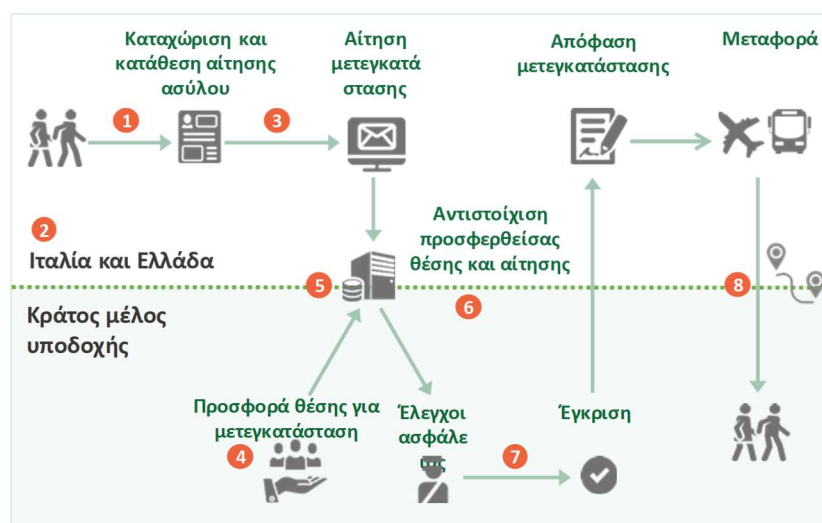 Καταχώριση και
κατάθεση αίτησης
ασύλου
Αίτηση
μετεγκατά
στασης
Απόφαση
μετεγκατάστασης
Μεταφορά
1
3
2
Ιταλία και Ελλάδα
Αντιστοίχιση
προσφερθείσας
θέσης και αίτησης
5
6
8
Κράτος μέλος
υποδοχής
Προσφορά θέσης για
μετεγκατάσταση
4
Έλεγχοι
ασφάλε
ιας
7
Έγκριση